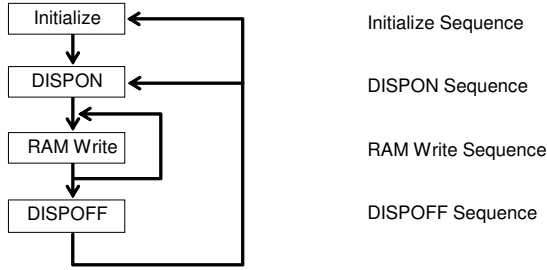 Initialize Initialize Sequence
DISPON DISPON Sequence
RAM Write RAM Write Sequence
DISPOFF DISPOFF Sequence